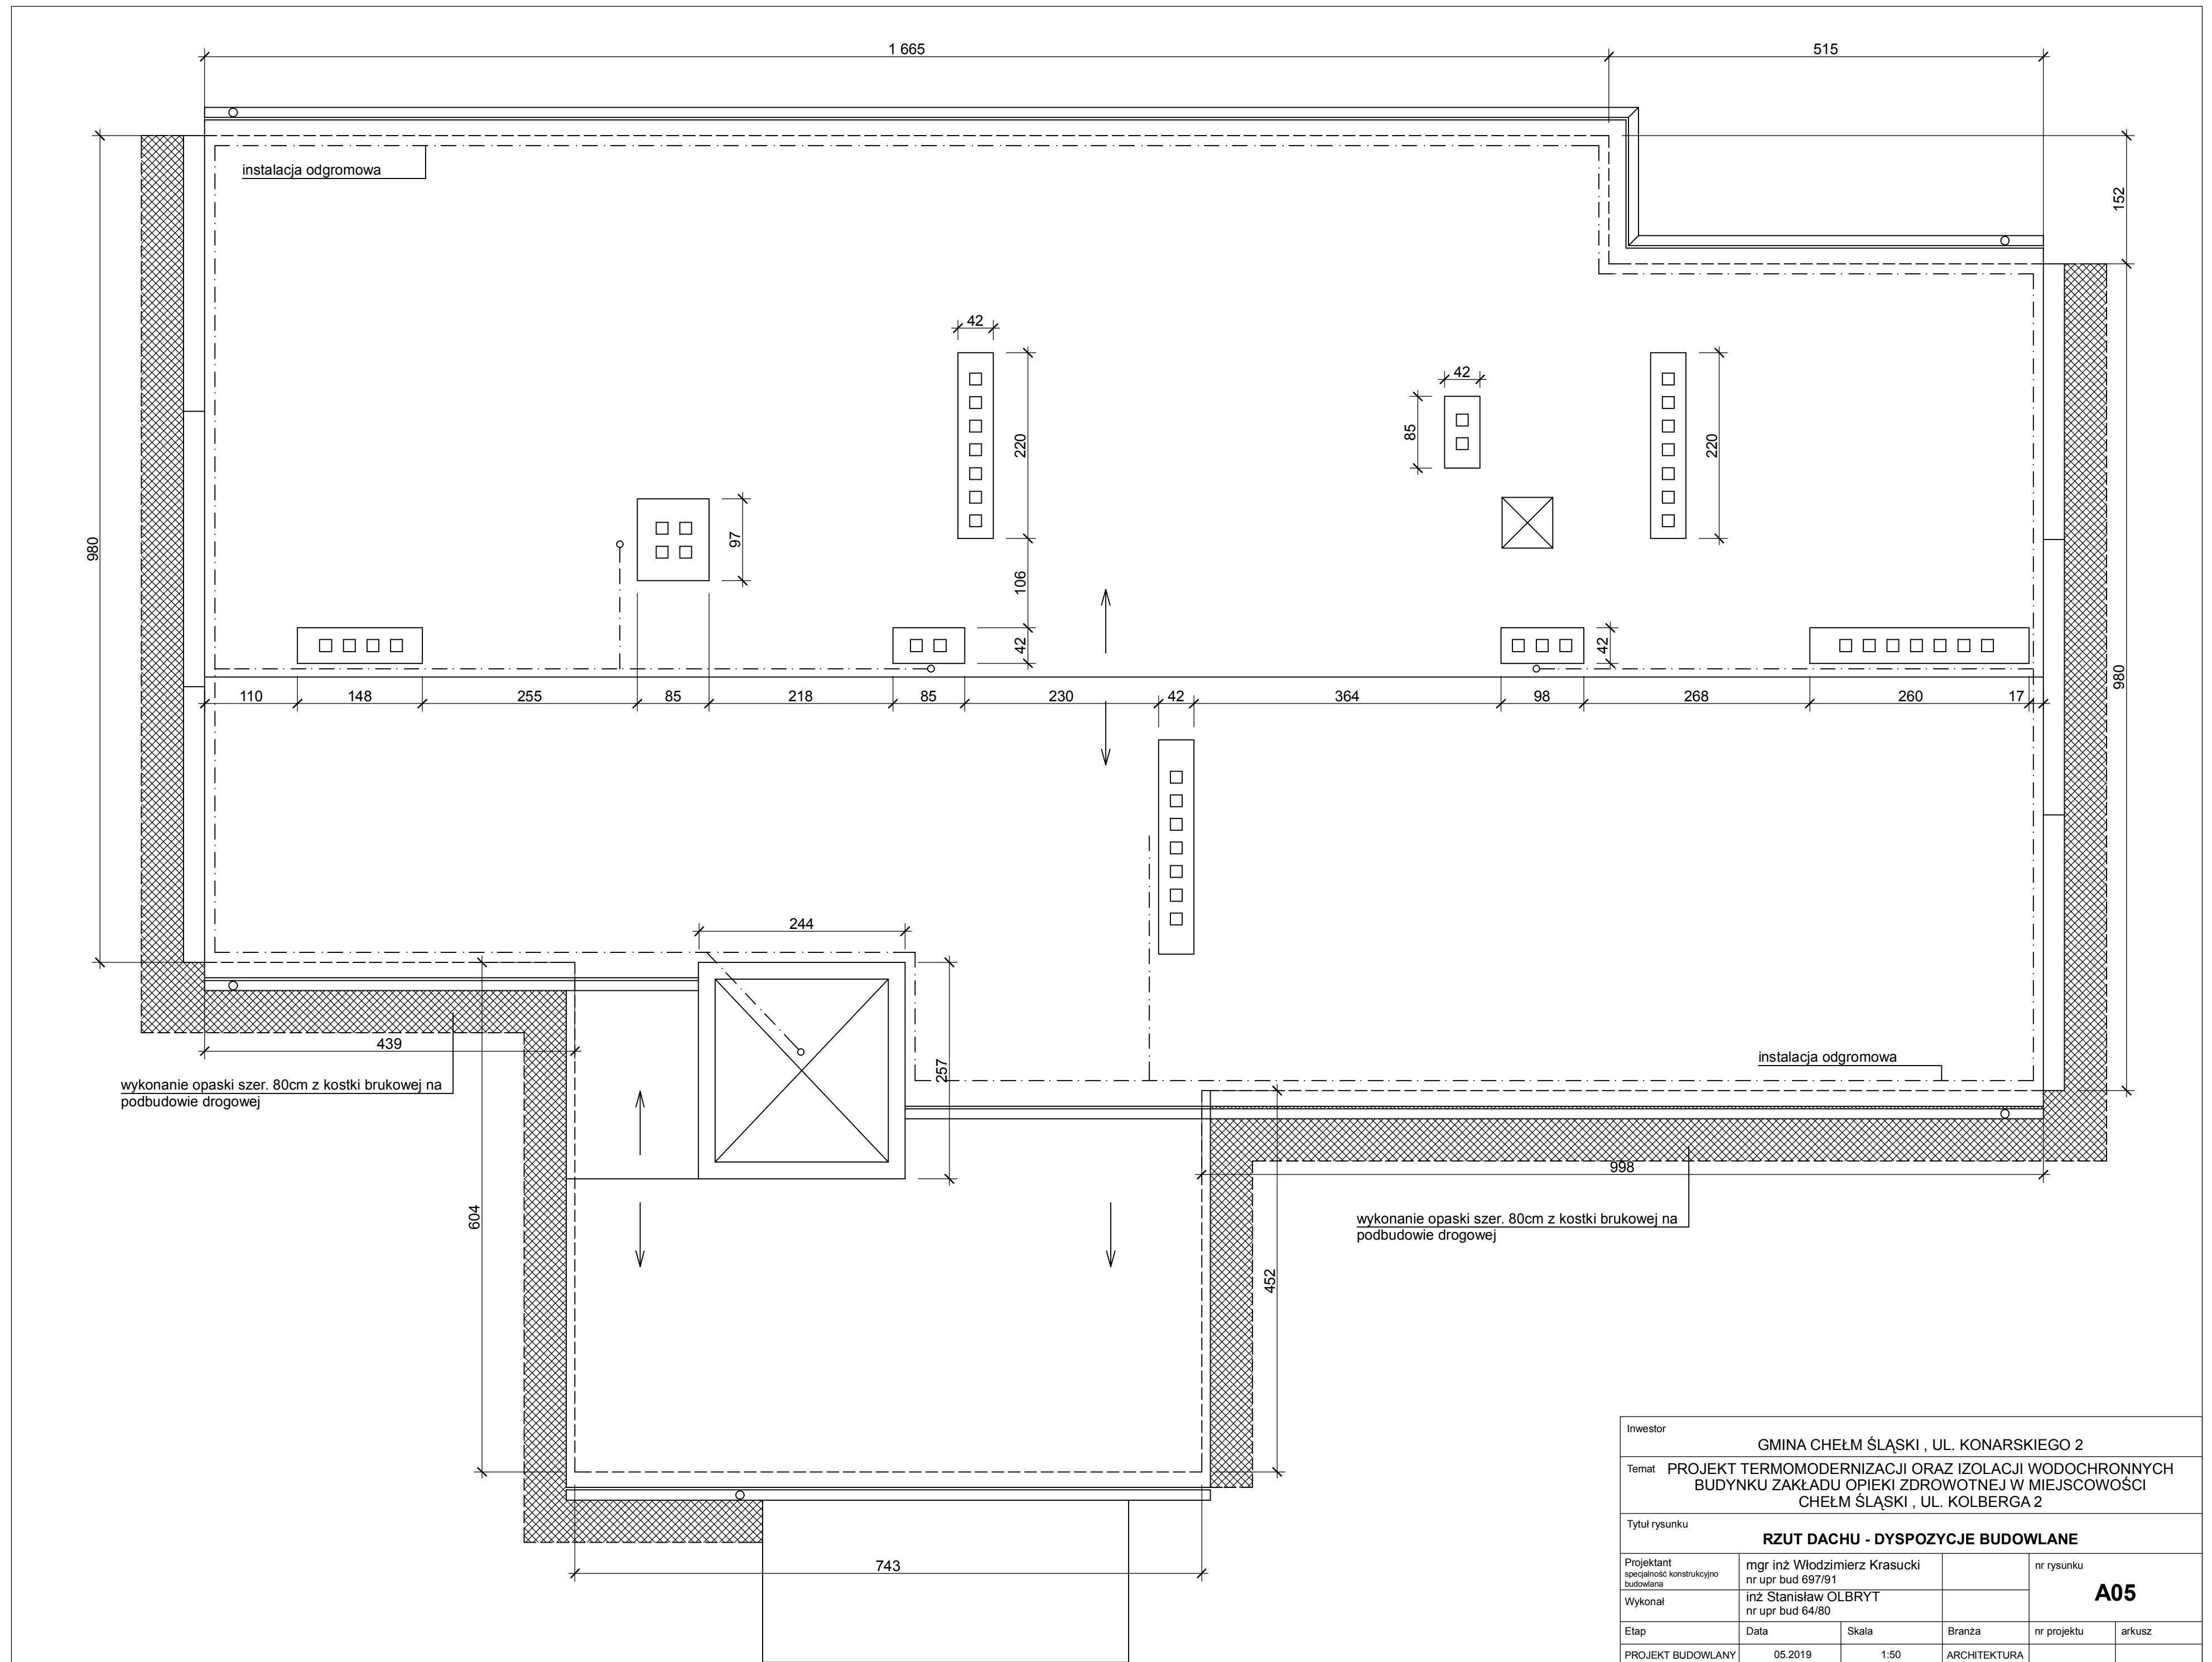 1 665
515
152
instalacja odgromowa
42
42
85
220
220
980
97
106
42
42
980
110
148
255
85
218
85
230
42
364
98
268
260
17
244
439
257
instalacja odgromowa
wykonanie opaski szer. 80cm z kostki brukowej na
podbudowie drogowej
998
604
wykonanie opaski szer. 80cm z kostki brukowej na
podbudowie drogowej
452
743
Inwestor
GMINA CHEŁM ŚLĄSKI , UL. KONARSKIEGO 2
Temat PROJEKT TERMOMODERNIZACJI ORAZ IZOLACJI WODOCHRONNYCH
BUDYNKU ZAKŁADU OPIEKI ZDROWOTNEJ W MIEJSCOWOŚCI
CHEŁM ŚLĄSKI , UL. KOLBERGA 2
Tytuł rysunku
RZUT DACHU - DYSPOZYCJE BUDOWLANE
Projektant
specjalność konstrukcyjno
budowlana
mgr inż Włodzimierz Krasucki
nr upr bud 697/91
nr rysunku
A05
Wykonał
inż Stanisław OLBRYT
nr upr bud 64/80
Etap Data Skala Branża nr projektu arkusz
PROJEKT BUDOWLANY 05.2019 1:50 ARCHITEKTURA